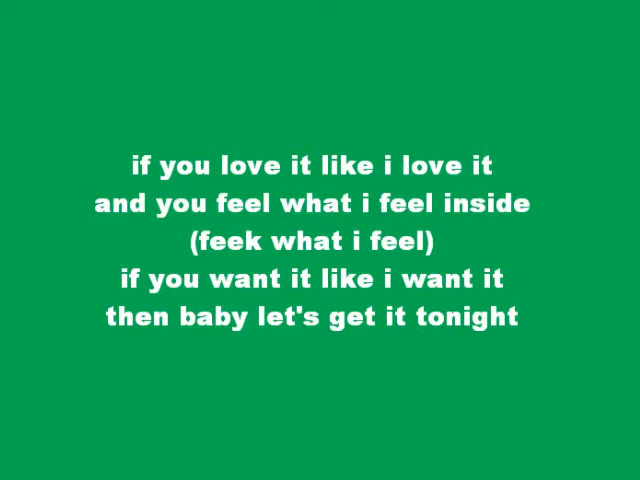 if you love it like i love it
and you feel what i feel inside
(feek what i feel)
if you want it like i want it
then baby let's get it tonight